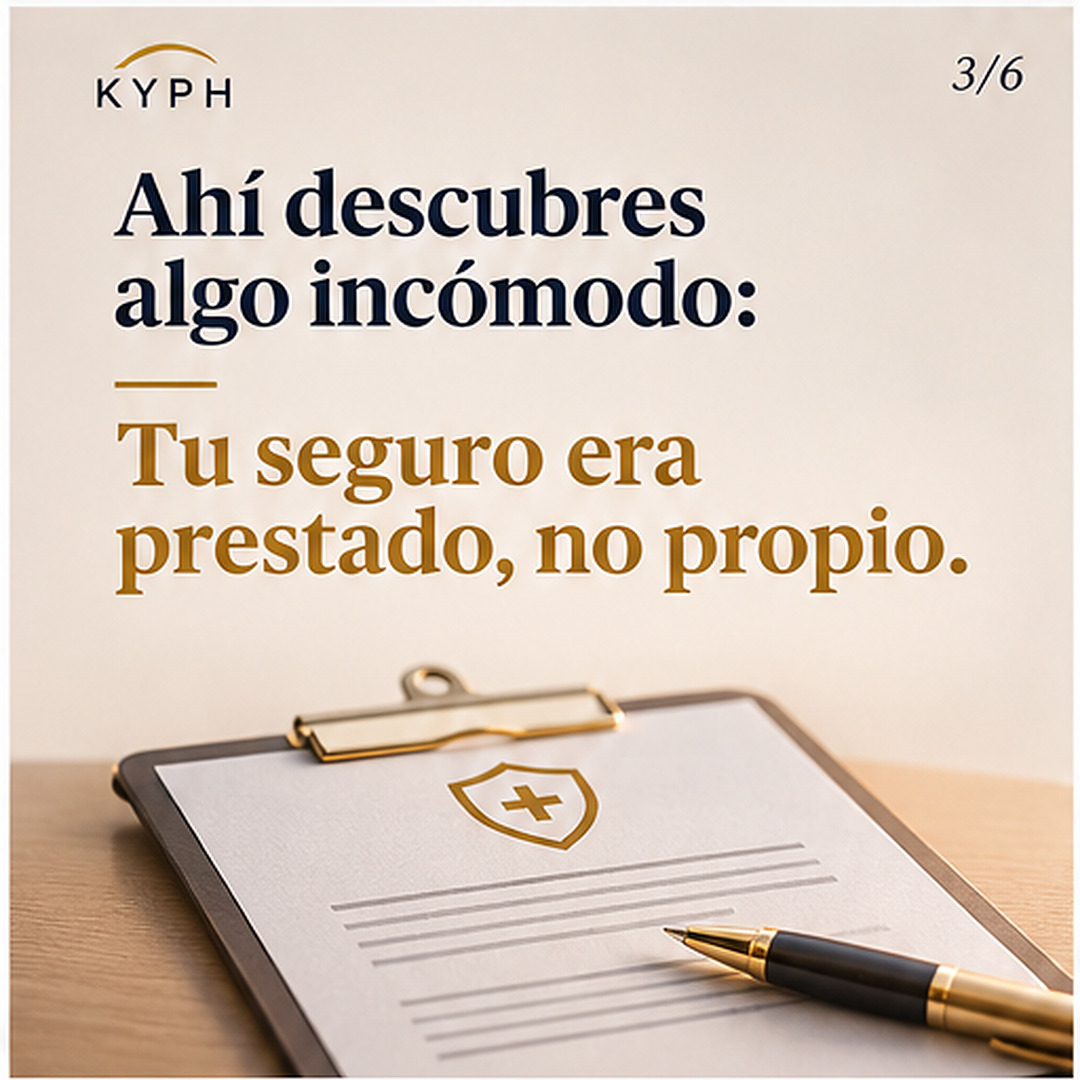 KYPH
3/6
Ahí descubres
algo incómodo:
Tu seguro era
prestado, no propio.